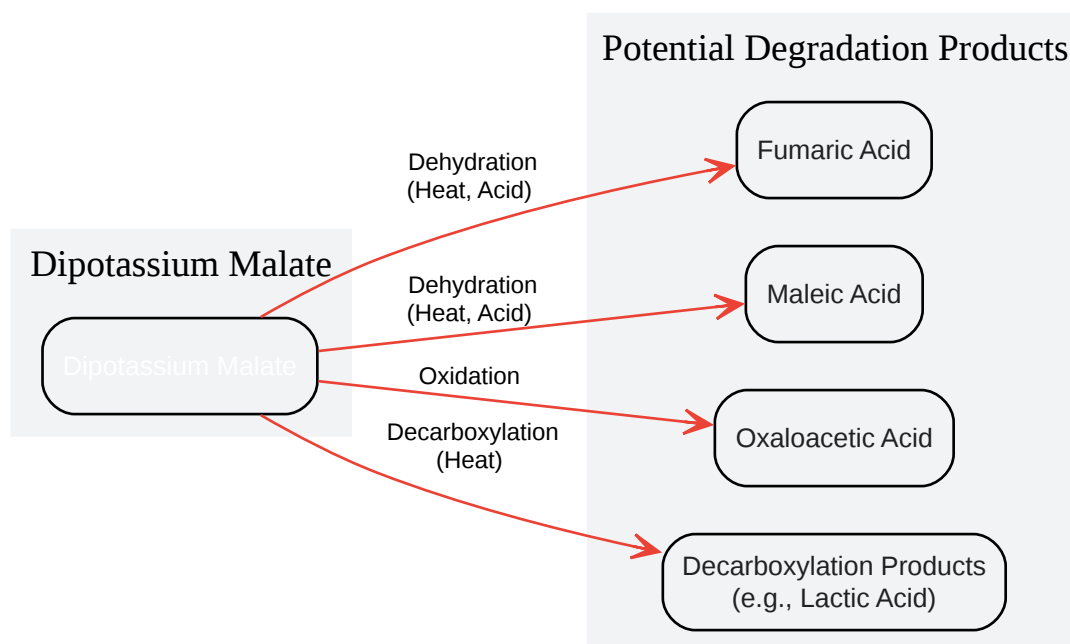 Potential Degradation Products
Fumaric Acid
Dehydration
(Heat, Acid)
Dipotassium Malate
Dehydration
(Heat, Acid)
Maleic Acid
Dipotassium Malate
Oxidation
Oxaloacetic Acid
Decarboxylation
(Heat)
Decarboxylation Products
(e.g., Lactic Acid)